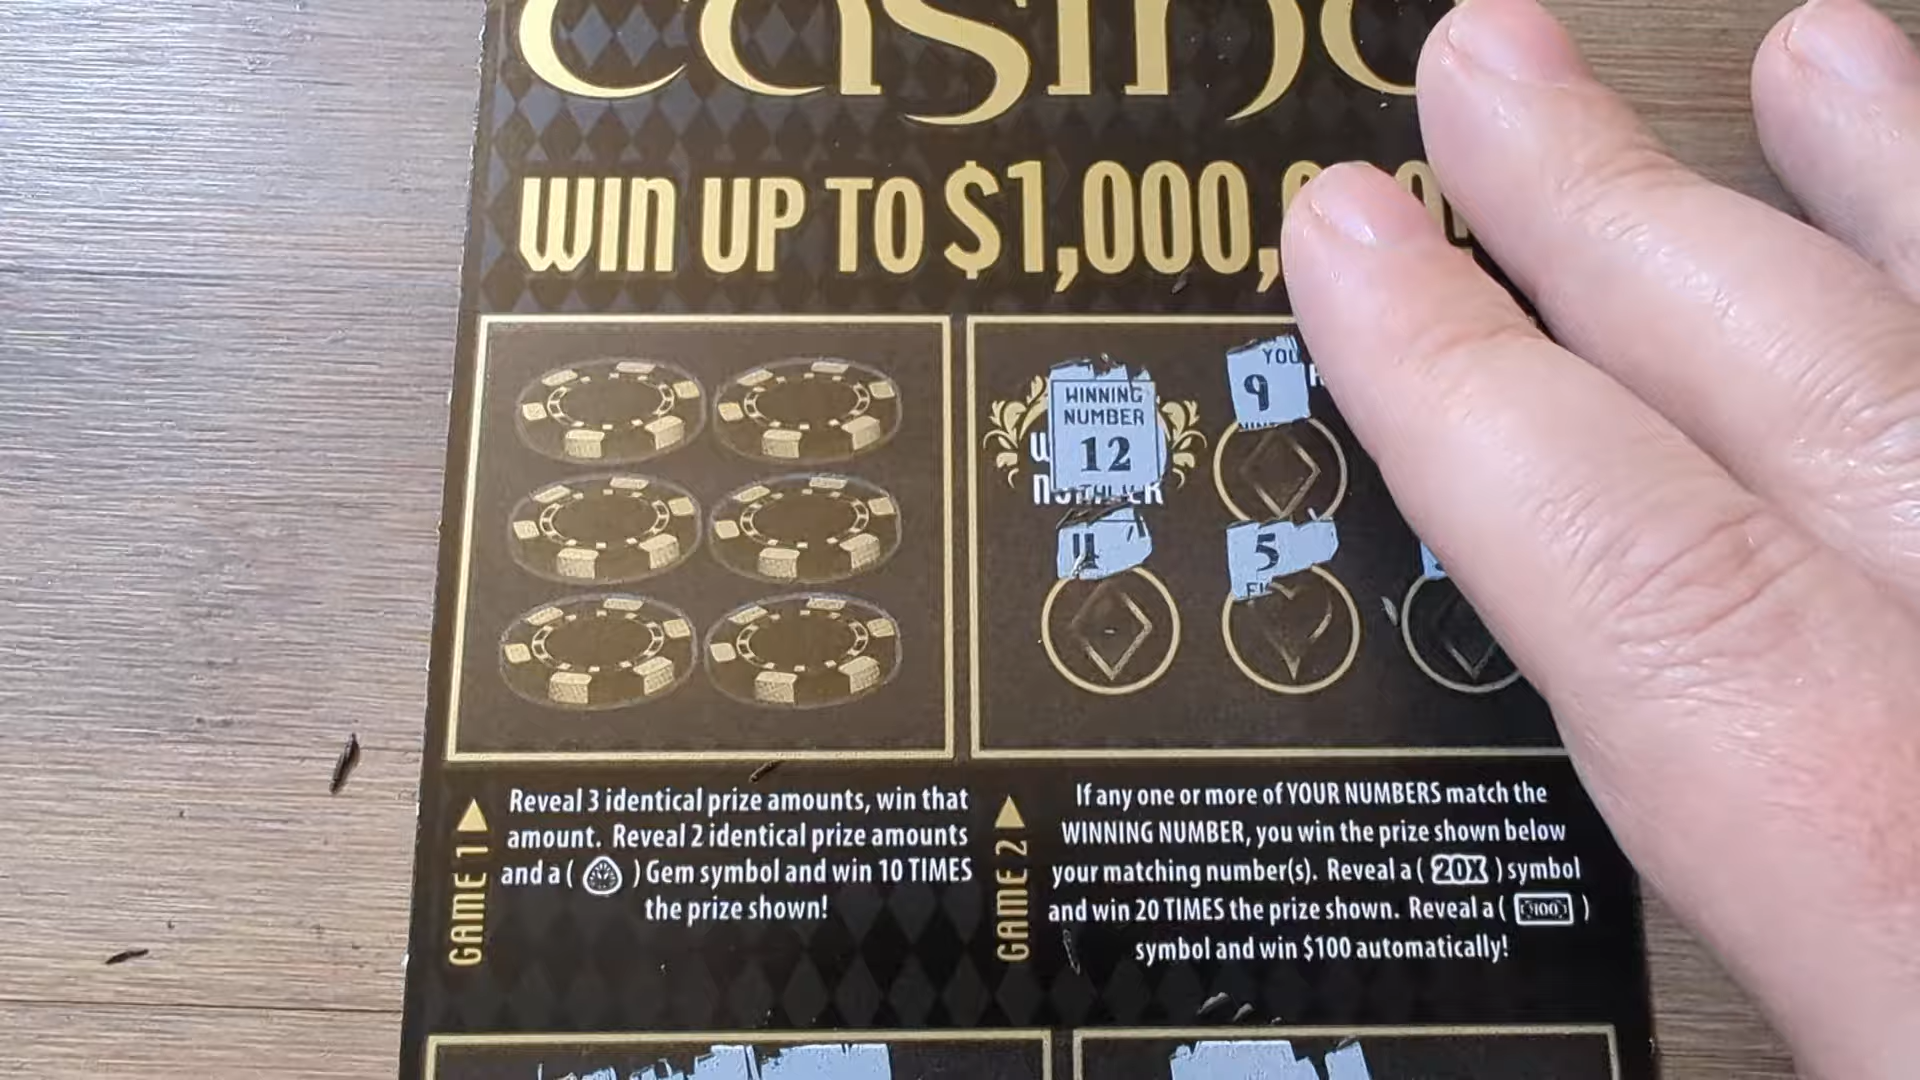 casino
WIN UP TO $1,000,
WINNING
NUMBER
12
9
5
GAME 1
Reveal 3 identical prize amounts, win that
amount. Reveal 2 identical prize amounts
and a ( ) Gem symbol and win 10 TIMES
the prize shown!
GAME 2
If any one or more of YOUR NUMBERS match the
WINNING NUMBER, you win the prize shown below
your matching number(s). Reveal a ( 20X ) symbol
and win 20 TIMES the prize shown. Reveal a ( $100 )
symbol and win $100 automatically!